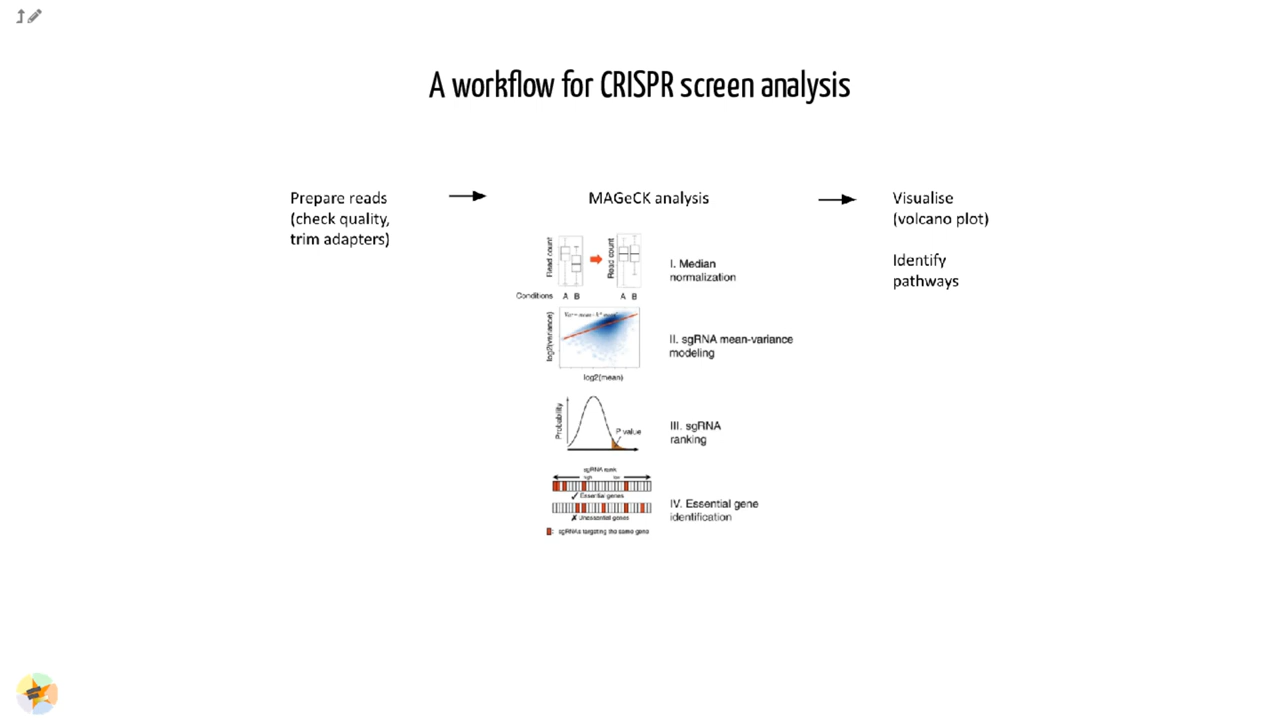 A workflow for CRISPR screen analysis
Prepare reads
(check quality,
trim adapters)
MAGeCK analysis
Visualise
(volcano plot)
Identify
pathways
Read count
Read count
Conditions A B A B
I. Median
normalization
log2(variance)
log2(mean)
II. sgRNA mean-variance
modeling
Probability
P value
III. sgRNA
ranking
sgRNA rank
high low
✓ Essential genes
✗ Unessential genes
: sgRNAs targeting the same gene
IV. Essential gene
identification